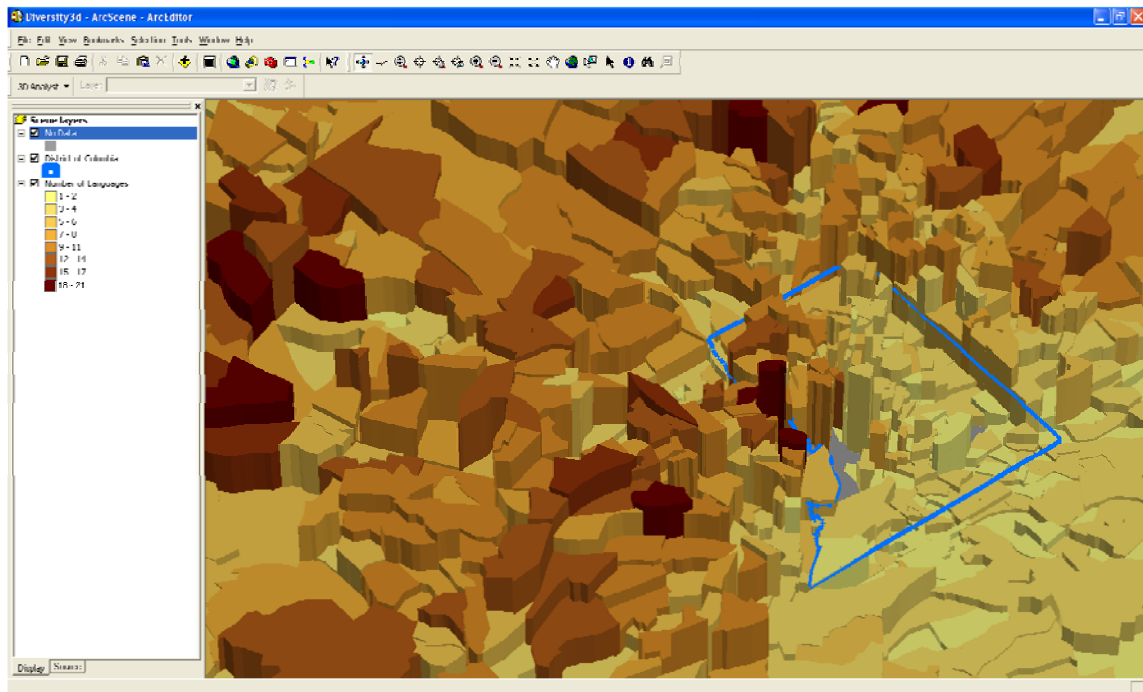 Diversity3d - ArcScene - ArcEditor
File Edit View Bookmarks Selection Tools Window Help
3D Analyst Layer:
Scene layers
No Data
District of Columbia
Number of Languages
1 - 2
3 - 4
5 - 6
7 - 8
9 - 11
12 - 14
15 - 17
18 - 21
Display Source